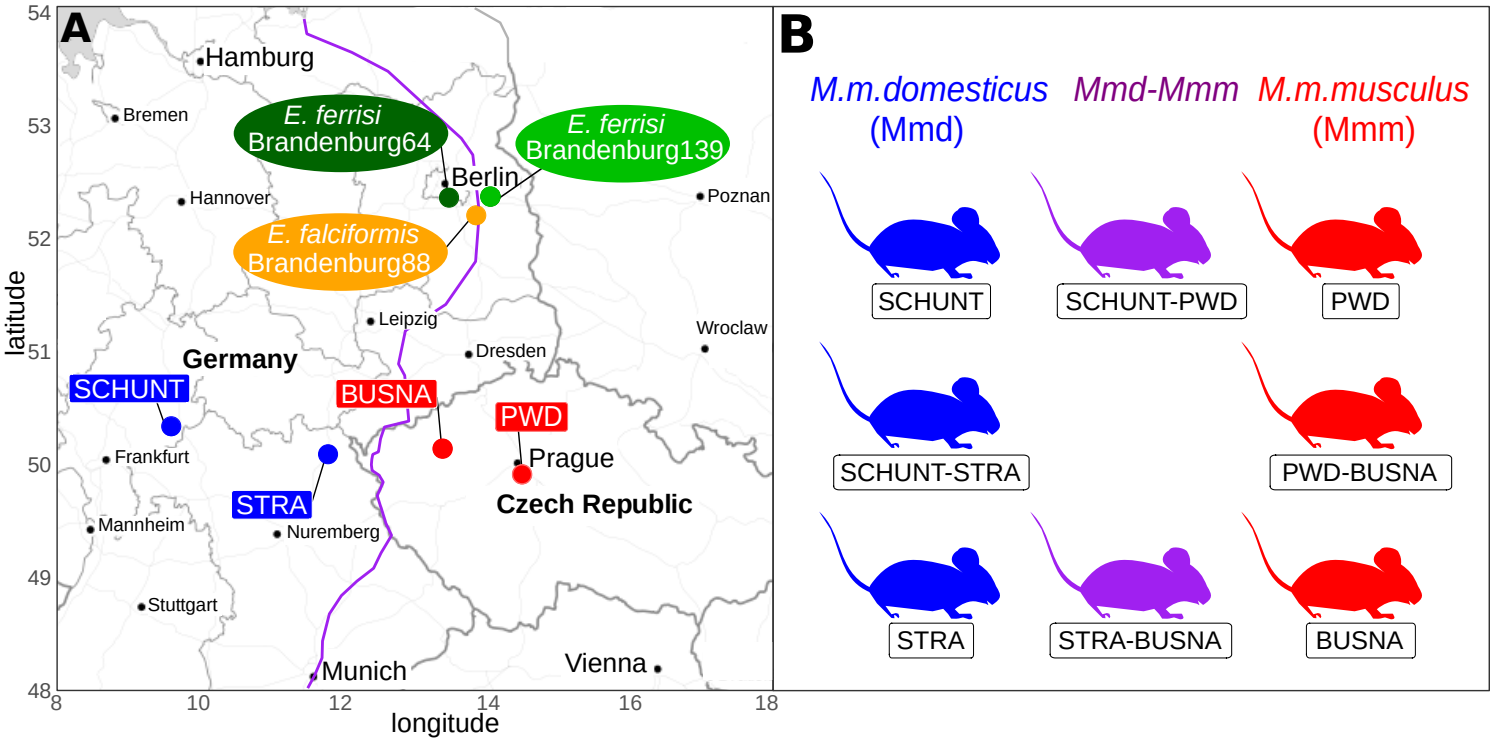 A
54
53
52
51
50
49
48
latitude
8
10
12
14
16
18
longitude
Hamburg
Bremen
E. ferrisi
Brandenburg64
E. ferrisi
Brandenburg139
Berlin
Hannover
Poznan
E. falciformis
Brandenburg88
Leipzig
Wroclaw
Germany
Dresden
SCHUNT
BUSNA
PWD
Frankfurt
Prague
STRA
Czech Republic
Mannheim
Nuremberg
Stuttgart
Munich
Vienna
B
M.m.domesticus
(Mmd)
Mmd-Mmm
M.m.musculus
(Mmm)
SCHUNT
SCHUNT-PWD
PWD
SCHUNT-STRA
PWD-BUSNA
STRA
STRA-BUSNA
BUSNA